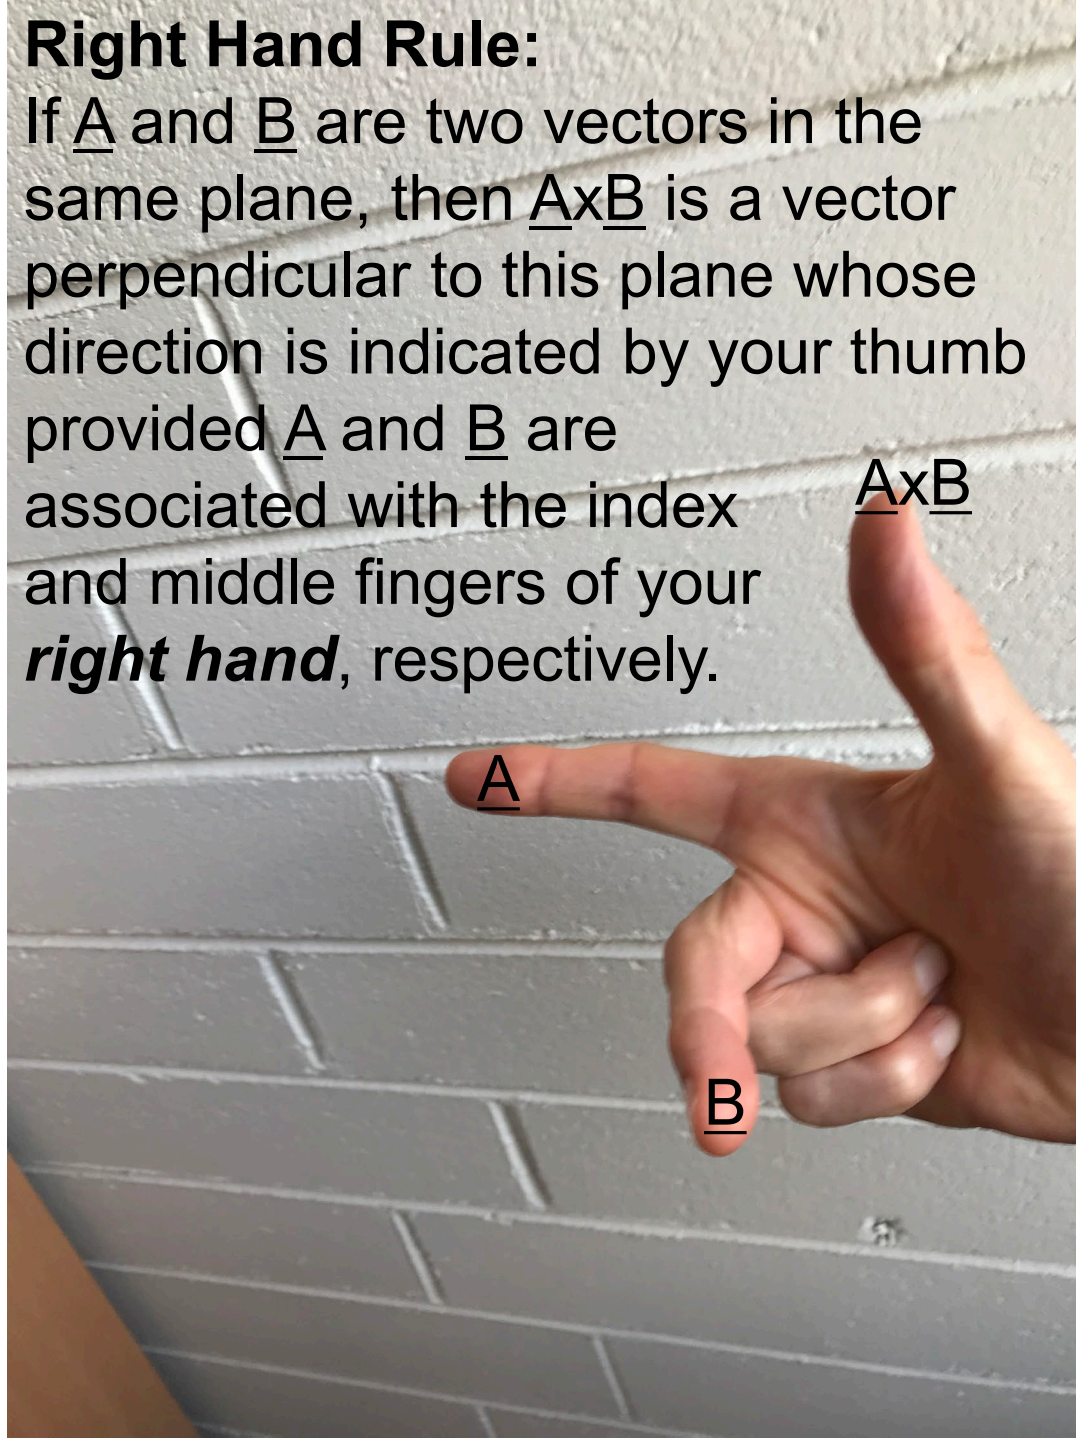 Right Hand Rule:
If A and B are two vectors in the
same plane, then AxB is a vector
perpendicular to this plane whose
direction is indicated by your thumb
provided A and B are
associated with the index
and middle fingers of your
right hand, respectively.
AxB
A
B